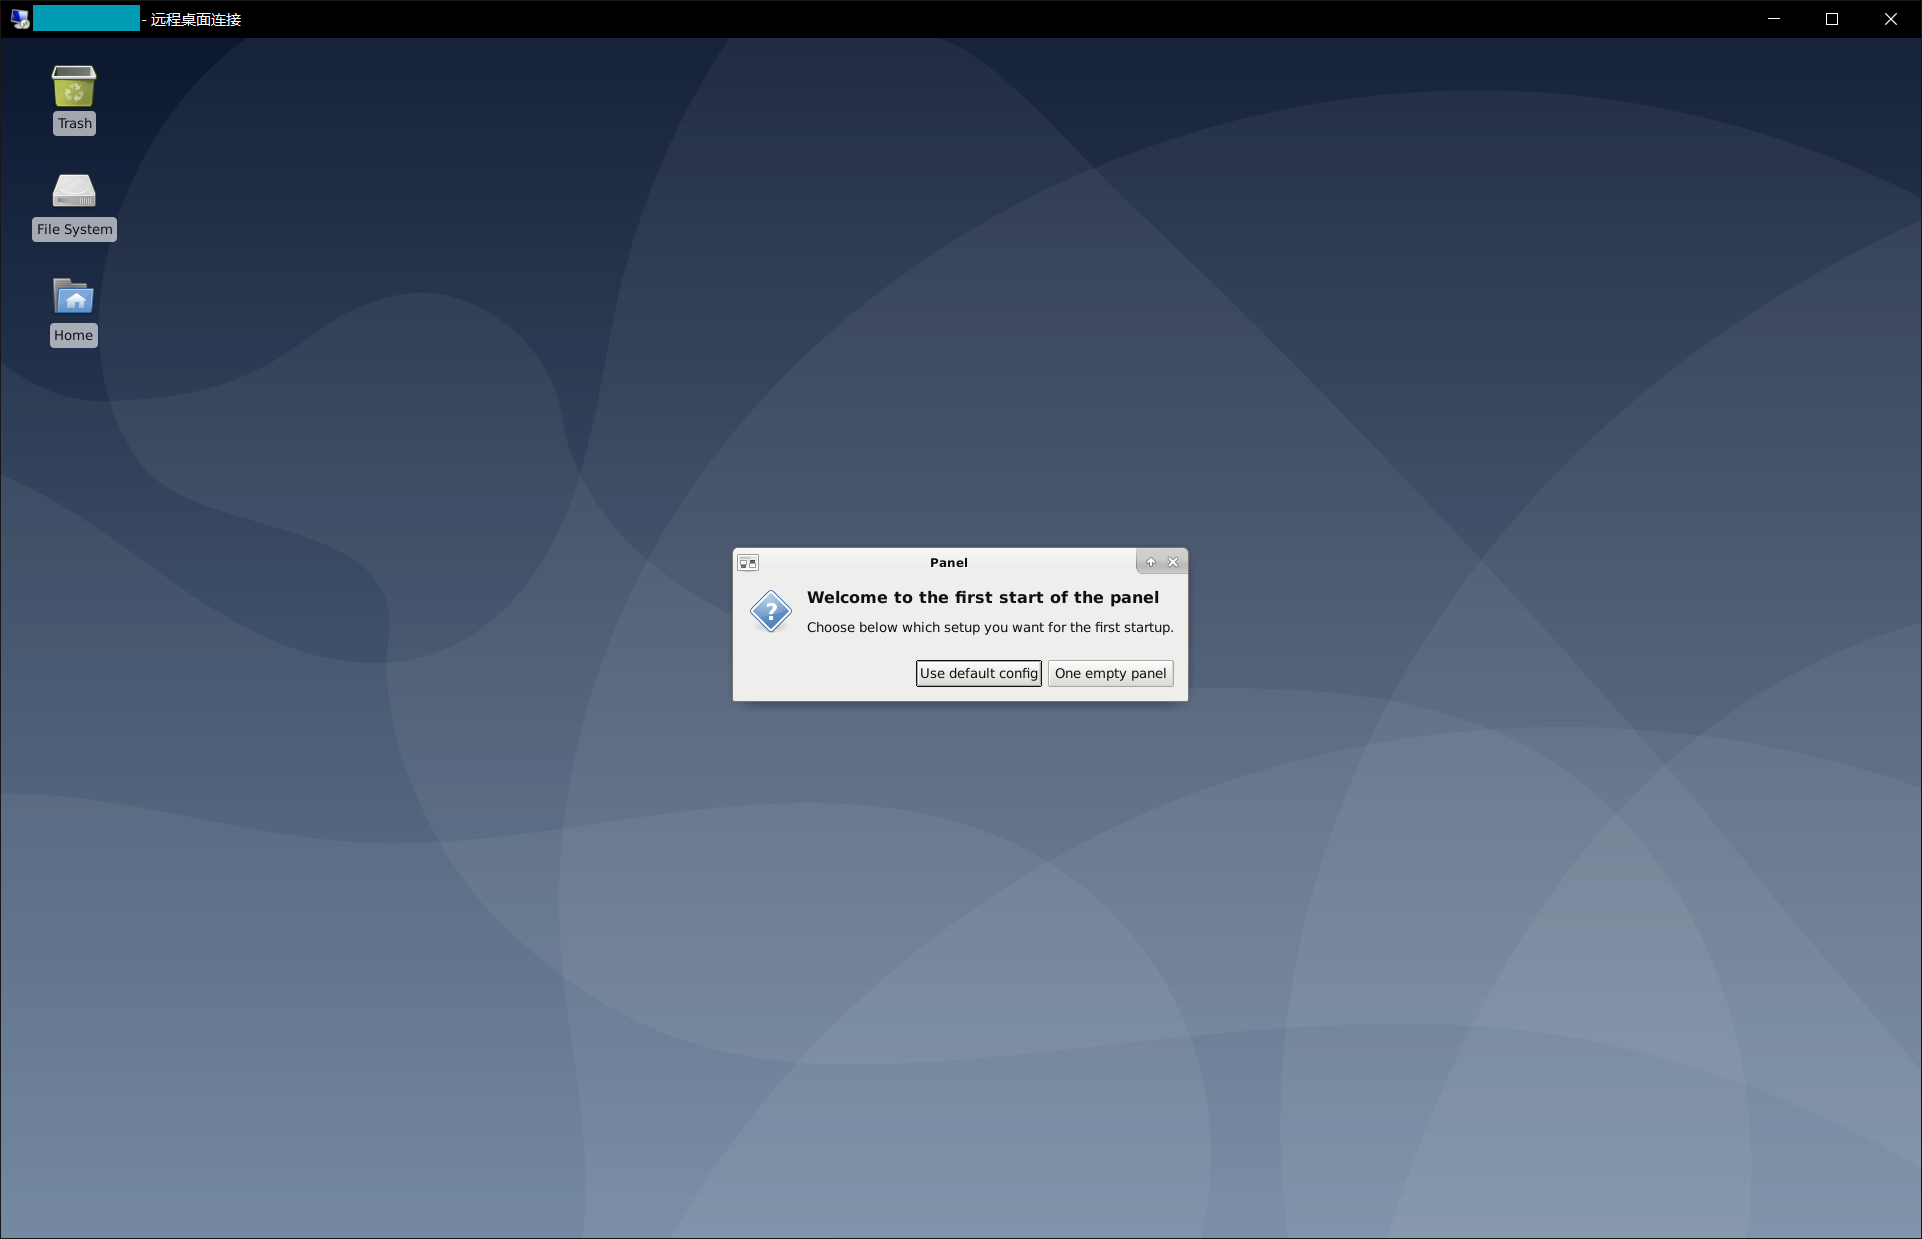 - 远程桌面连接
Trash
File System
Home
Panel
Welcome to the first start of the panel
Choose below which setup you want for the first startup.
Use default config
One empty panel